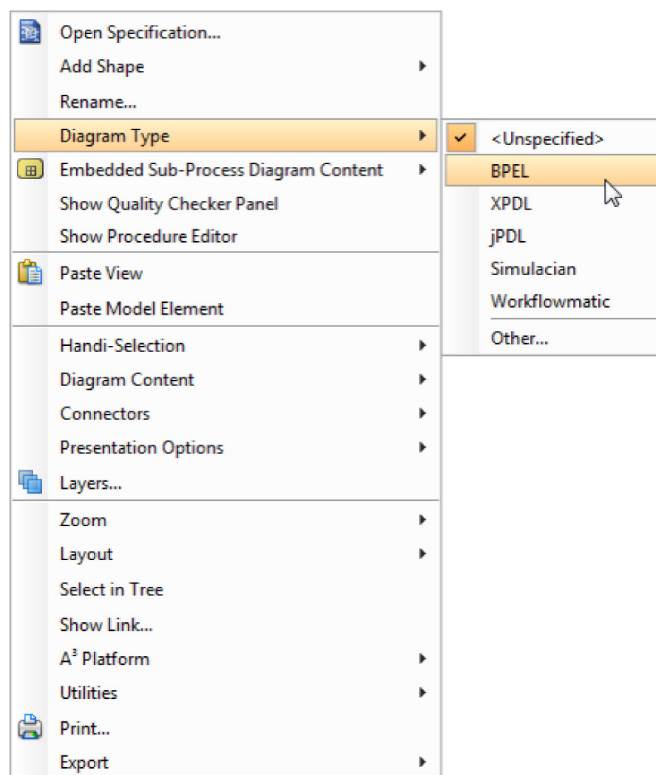 Open Specification...
Add Shape
Rename...
Diagram Type
Embedded Sub-Process Diagram Content
Show Quality Checker Panel
Show Procedure Editor
Paste View
Paste Model Element
Handi-Selection
Diagram Content
Connectors
Presentation Options
Layers...
Zoom
Layout
Select in Tree
Show Link...
A³ Platform
Utilities
Print...
Export
<Unspecified>
BPEL
XPDL
jPDL
Simulacian
Workflowmatic
Other...